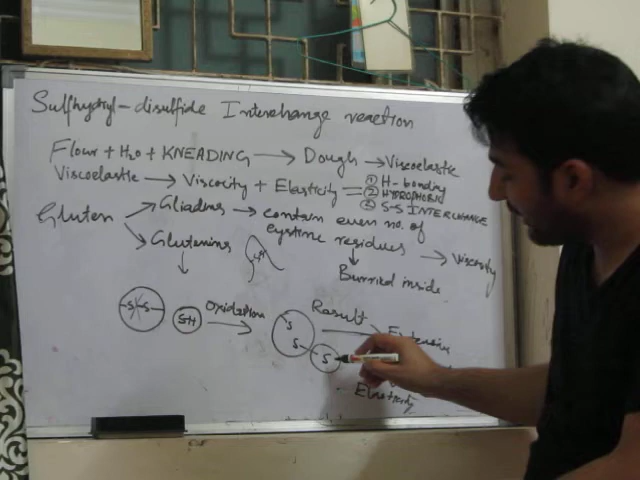 Sulfhydryl-disulfide Interchange reaction
Flour + H₂O + KNEADING → Dough → Viscoelastic
Viscoelastic → Viscosity + Elasticity = ① H-bonding
② HYDROPHOBIC
③ S-S INTERCHANGE
Gluten → Gliadins → contain even no. of
cysteine residues → Viscosity
→ Glutenins
Burried inside
-S-S- SH Oxidation → S S- -S- Result → Extensive
Elasticity